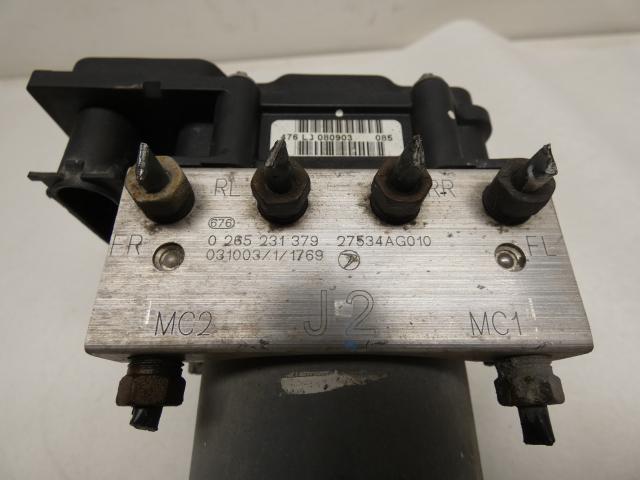 476 LJ 080903 085
RL RR
676 0 265 231 379 27534AG010
FR 031003/1/1769 FL
MC2 J2 MC1